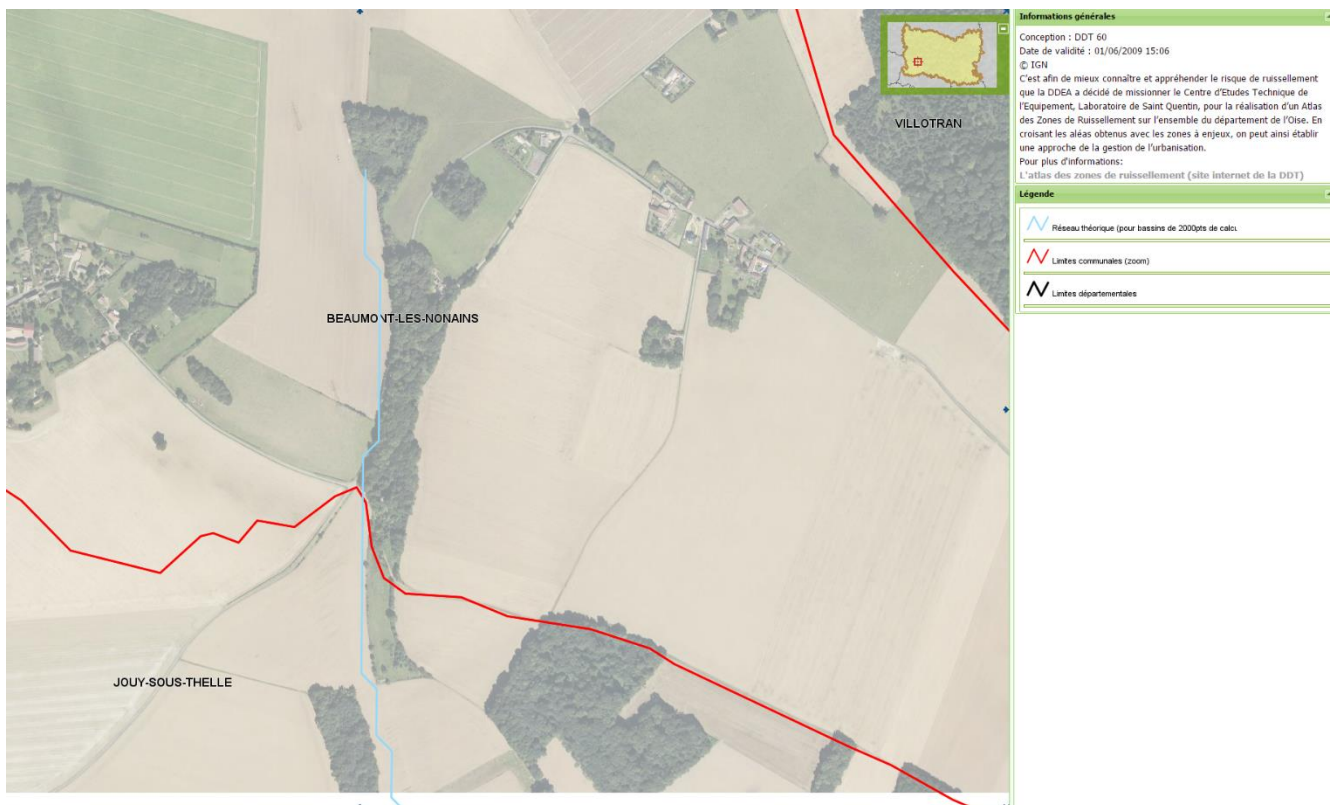 VILLOTRAN
BEAUMONT-LES-NONAINS
JOUY-SOUS-THELLE
Informations générales
Conception : DDT 60
Date de validité : 01/06/2009 15:06
© IGN
C'est afin de mieux connaître et appréhender le risque de ruissellement
que la DDEA a décidé de missionner le Centre d'Etudes Technique de
l'Equipement, Laboratoire de Saint Quentin, pour la réalisation d'un Atlas
des Zones de Ruissellement sur l'ensemble du département de l'Oise. En
croisant les aléas obtenus avec les zones à enjeux, on peut ainsi établir
une approche de la gestion de l'urbanisation.
Pour plus d'informations:
L'atlas des zones de ruissellement (site internet de la DDT)
Légende
Réseau théorique (pour bassins de 2000pts de calcu
Limites communales (zoom)
Limites départementales